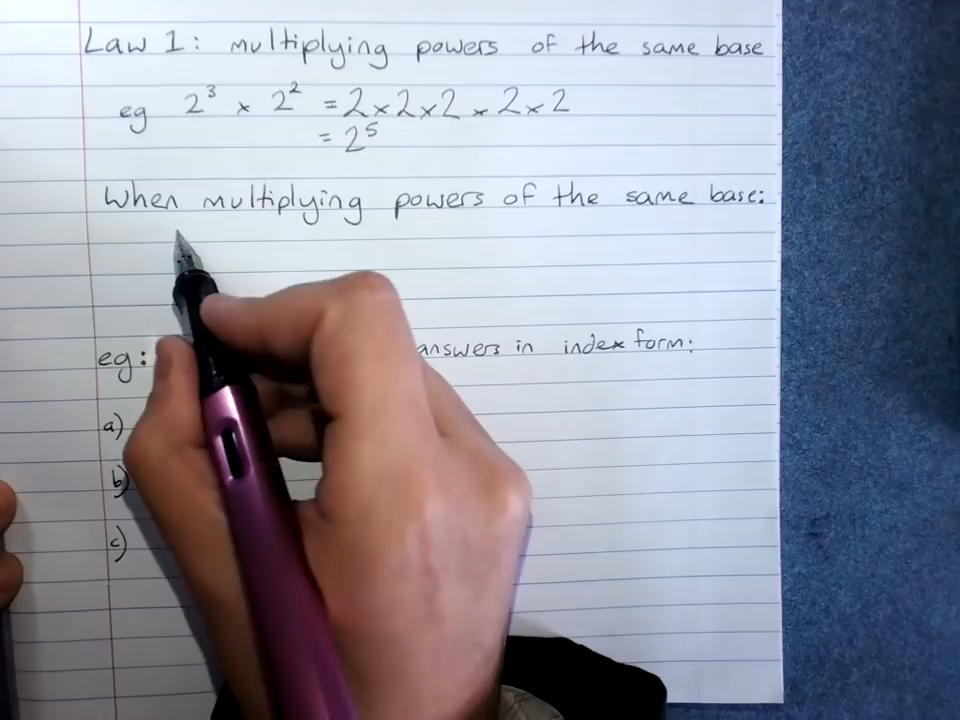 Law 1: multiplying powers of the same base
eg 2³ × 2² = 2×2×2×2×2
= 2⁵
When multiplying powers of the same base:
eg: answers in index form:
a)
b)
c)